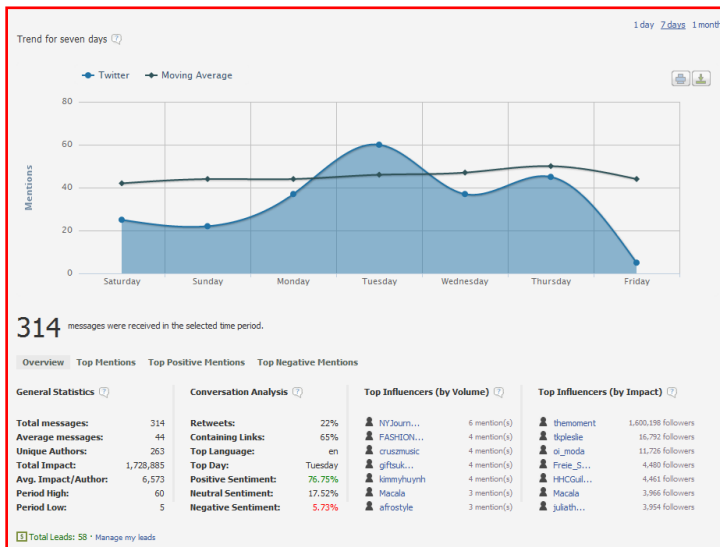 1 day 7 days 1 month
Trend for seven days ?
Twitter Moving Average
80
60
40
20
0
Mentions
Saturday Sunday Monday Tuesday Wednesday Thursday Friday
314 messages were received in the selected time period.
Overview Top Mentions Top Positive Mentions Top Negative Mentions
General Statistics ? Conversation Analysis ? Top Influencers (by Volume) ? Top Influencers (by Impact) ?
Total messages: 314 Retweets: 22% NYJourn... 6 mention(s) themoment 1,600,198 followers
Average messages: 44 Containing Links: 65% FASHION... 4 mention(s) tkpleslie 16,792 followers
Unique Authors: 263 Top Language: en cruszmusic 4 mention(s) oi_moda 11,726 followers
Total Impact: 1,728,885 Top Day: Tuesday giftsuk... 4 mention(s) Freie_S... 4,480 followers
Avg. Impact/Author: 6,573 Positive Sentiment: 76.75% kimmyhuynh 4 mention(s) HHCGuil... 4,461 followers
Period High: 60 Neutral Sentiment: 17.52% Macala 3 mention(s) Macala 3,966 followers
Period Low: 5 Negative Sentiment: 5.73% afrostyle 3 mention(s) juliath... 3,954 followers
$ Total Leads: 58 · Manage my leads